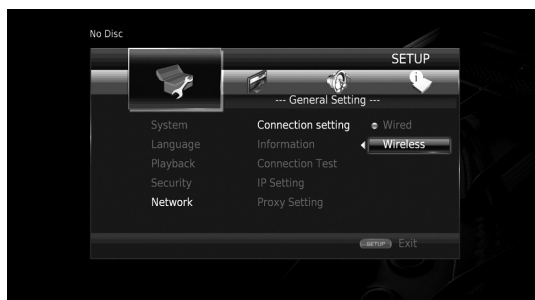 No Disc
SETUP
--- General Setting ---
System Connection setting Wired
Language Information Wireless
Playback Connection Test
Security IP Setting
Network Proxy Setting
SETUP Exit